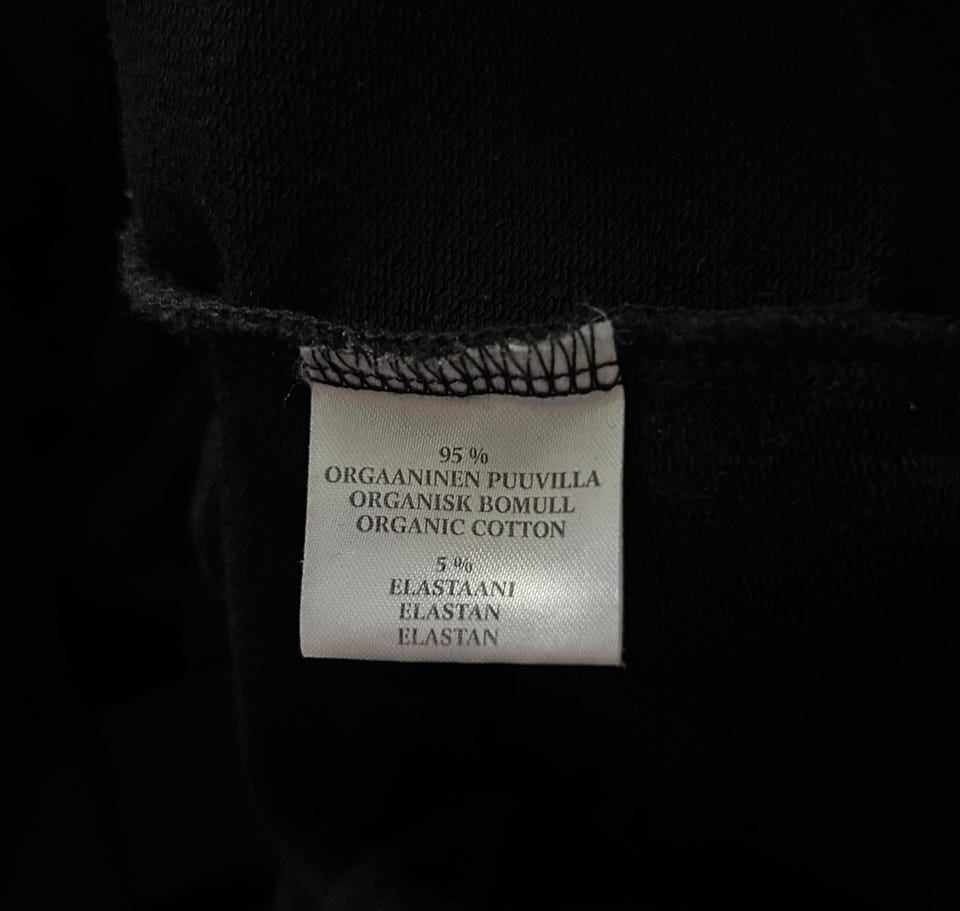 95 %
ORGAANINEN PUUVILLA
ORGANISK BOMULL
ORGANIC COTTON
5 %
ELASTAANI
ELASTAN
ELASTAN